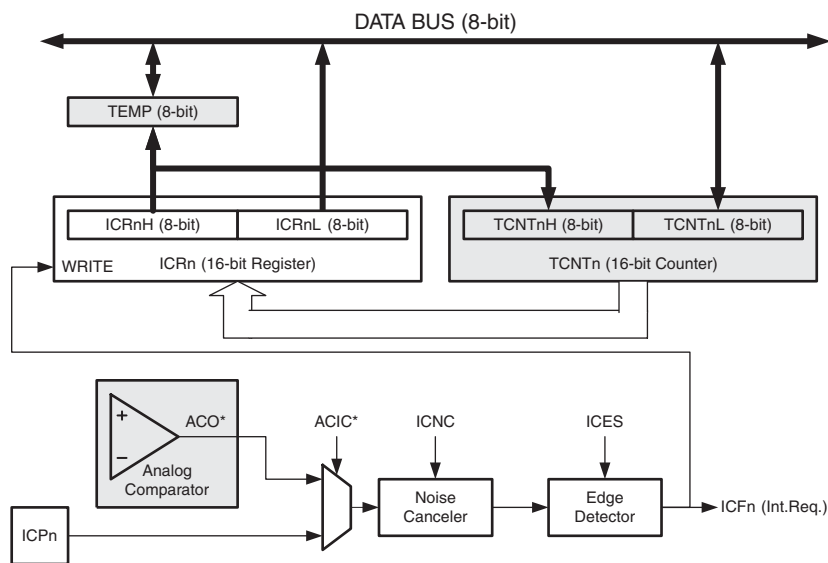 DATA BUS (8-bit)
TEMP (8-bit)
ICRnH (8-bit)
ICRnL (8-bit)
TCNTnH (8-bit)
TCNTnL (8-bit)
WRITE
ICRn (16-bit Register)
TCNTn (16-bit Counter)
+
−
ACO*
Analog
Comparator
ACIC*
ICNC
ICES
Noise
Canceler
Edge
Detector
ICFn (Int.Req.)
ICPn